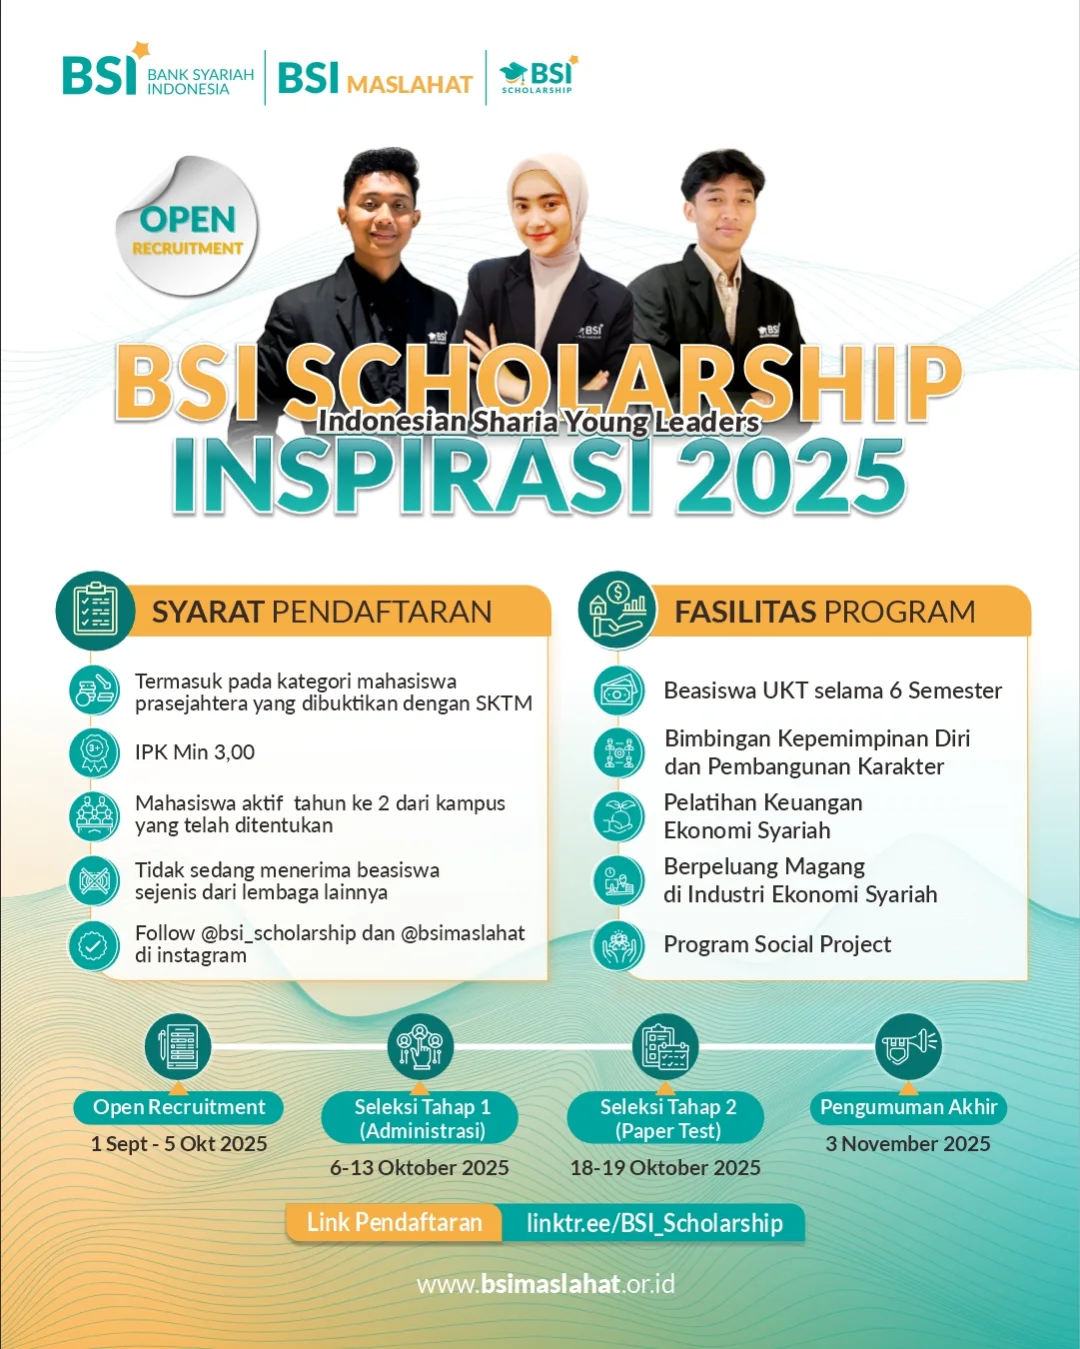 BSI BANK SYARIAH INDONESIA
BSI MASLAHAT
BSI SCHOLARSHIP
OPEN
RECRUITMENT
BSI
BSI
BSI
BSI SCHOLARSHIP
Indonesian Sharia Young Leaders
INSPIRASI 2025
SYARAT PENDAFTARAN
Termasuk pada kategori mahasiswa
prasejahtera yang dibuktikan dengan SKTM
3+
IPK Min 3,00
Mahasiswa aktif tahun ke 2 dari kampus
yang telah ditentukan
Tidak sedang menerima beasiswa
sejenis dari lembaga lainnya
Follow @bsi_scholarship dan @bsimaslahat
di instagram
FASILITAS PROGRAM
Beasiswa UKT selama 6 Semester
Bimbingan Kepemimpinan Diri
dan Pembangunan Karakter
Pelatihan Keuangan
Ekonomi Syariah
Berpeluang Magang
di Industri Ekonomi Syariah
Program Social Project
Open Recruitment
1 Sept - 5 Okt 2025
Seleksi Tahap 1
(Administrasi)
6-13 Oktober 2025
Seleksi Tahap 2
(Paper Test)
18-19 Oktober 2025
Pengumuman Akhir
3 November 2025
Link Pendaftaran
linktr.ee/BSI_Scholarship
www.bsimaslahat.or.id